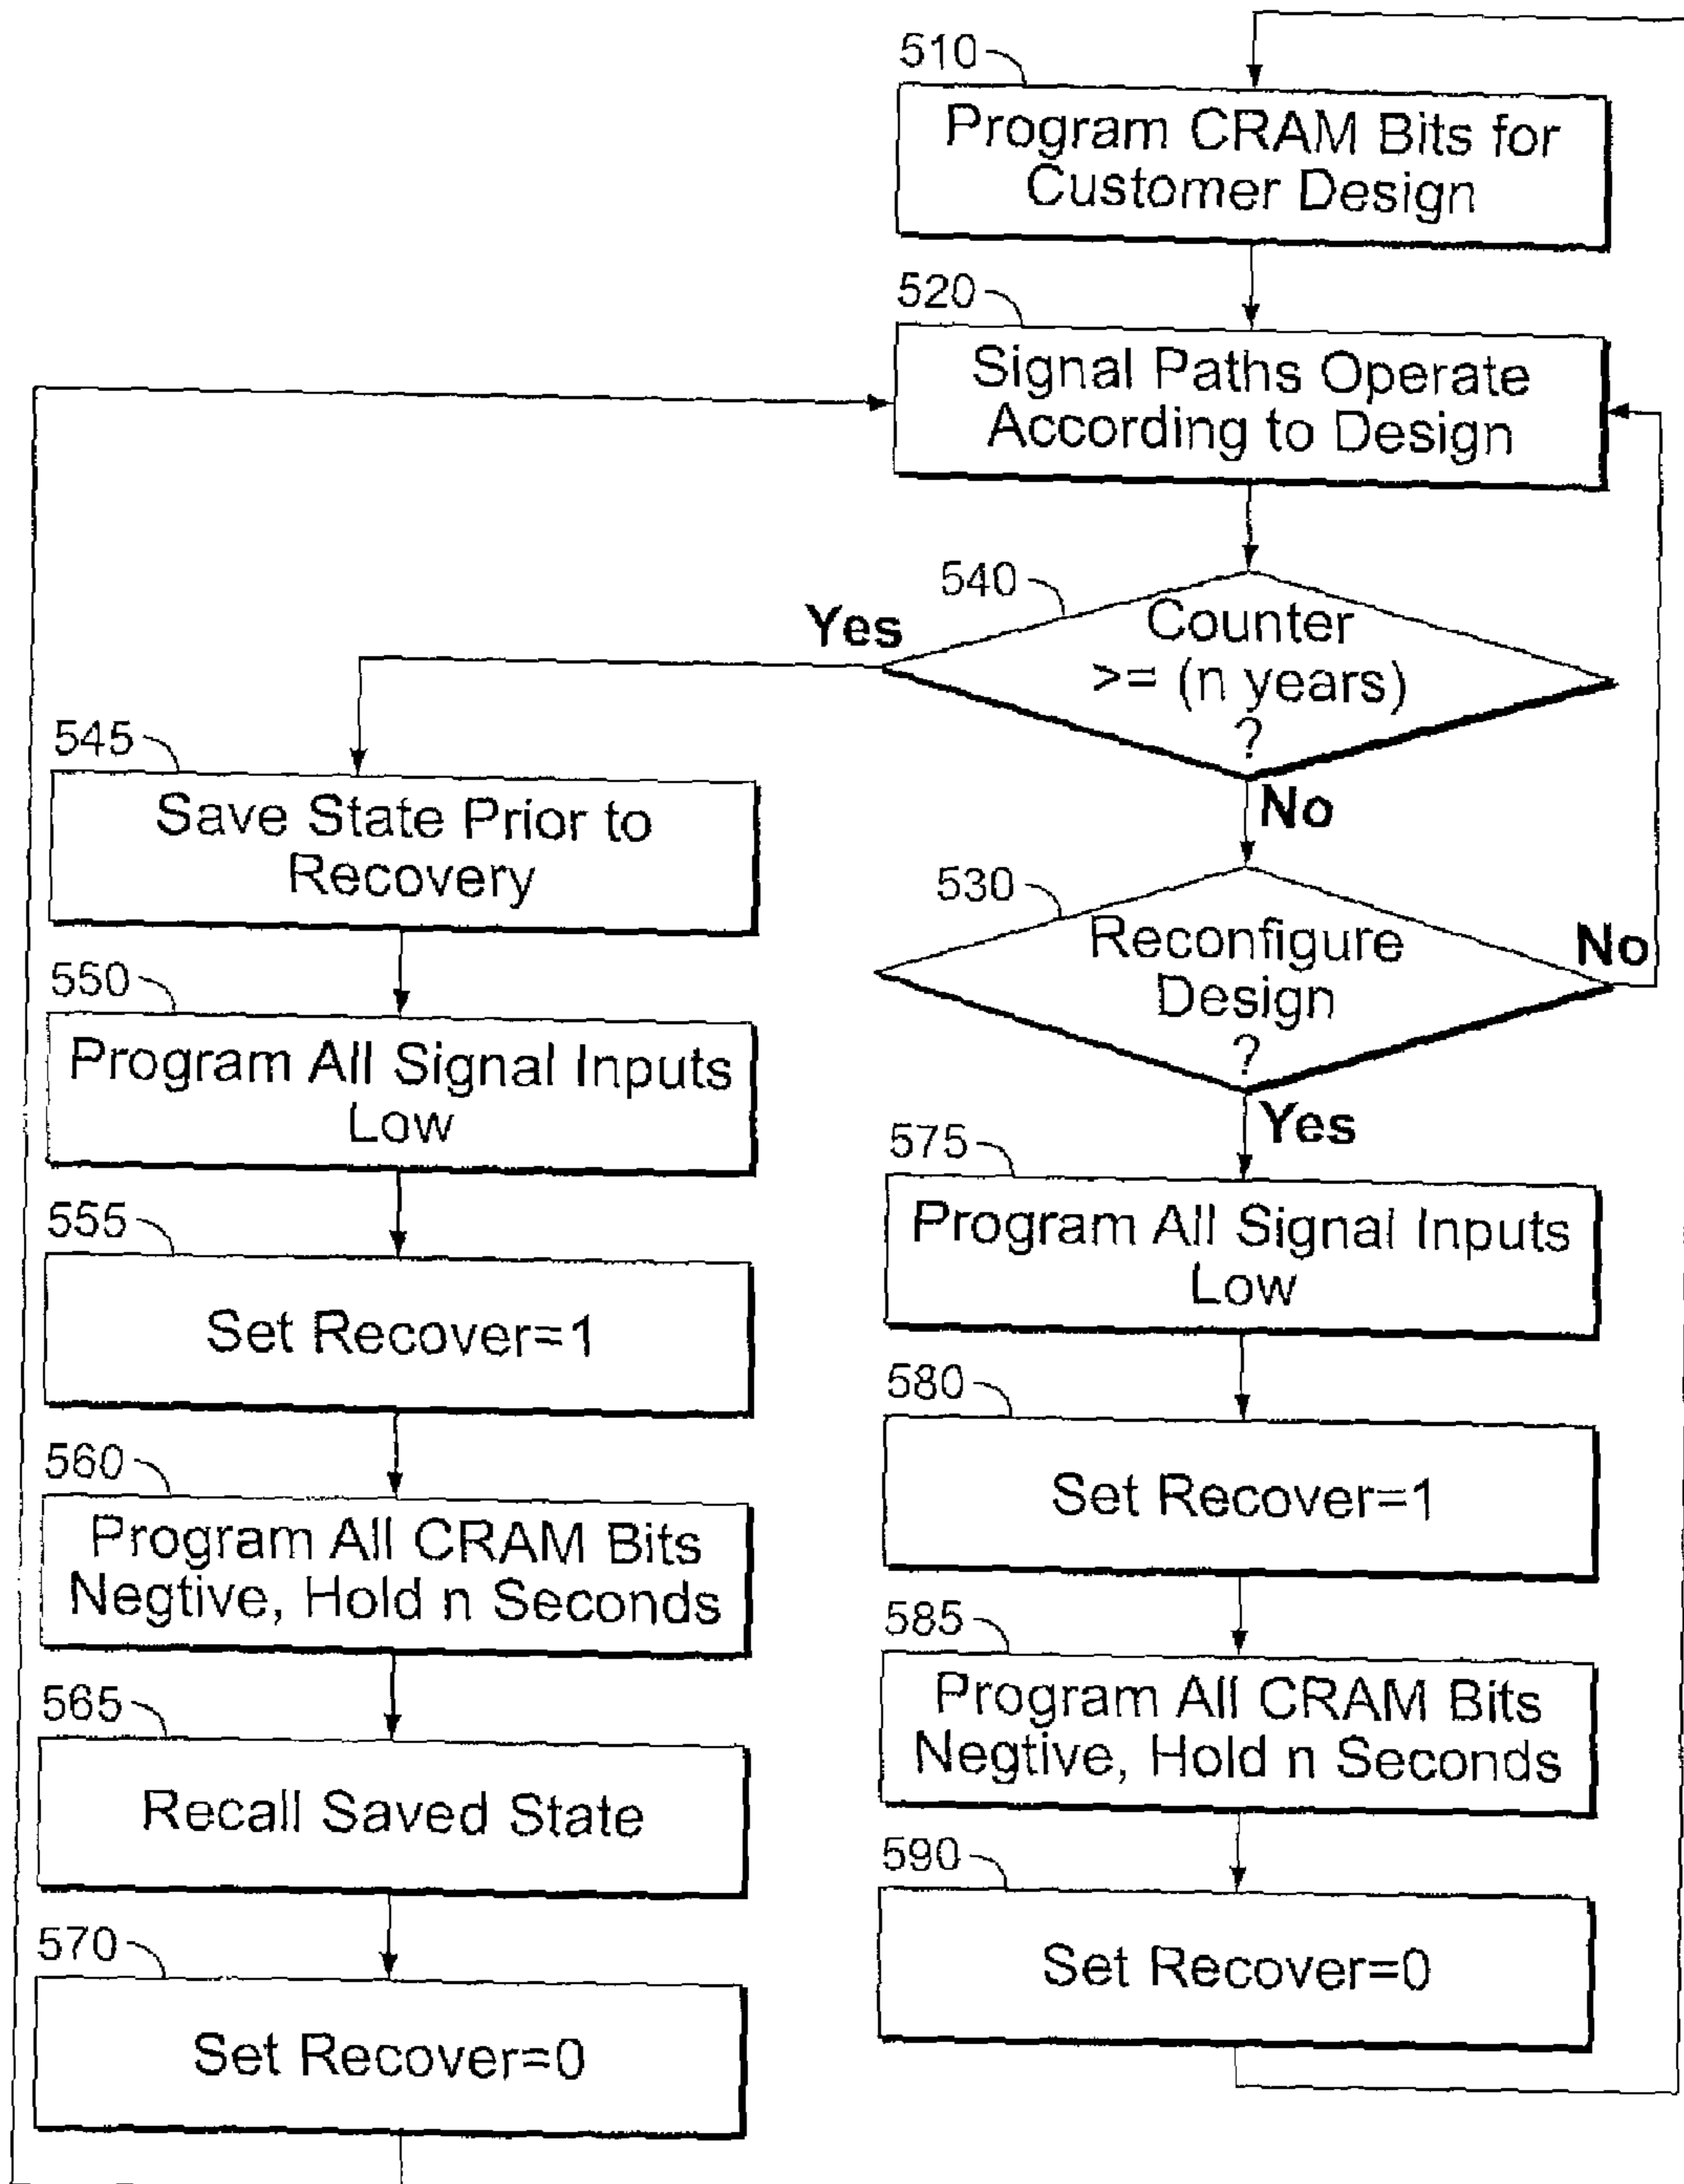 510
Program CRAM Bits for
Customer Design
520
Signal Paths Operate
According to Design
540
Counter
>= (n years)
?
Yes
No
545
Save State Prior to
Recovery
530
Reconfigure
Design
?
No
Yes
550
Program All Signal Inputs
Low
575
Program All Signal Inputs
Low
555
Set Recover=1
580
Set Recover=1
560
Program All CRAM Bits
Negtive, Hold n Seconds
585
Program All CRAM Bits
Negtive, Hold n Seconds
565
Recall Saved State
590
Set Recover=0
570
Set Recover=0